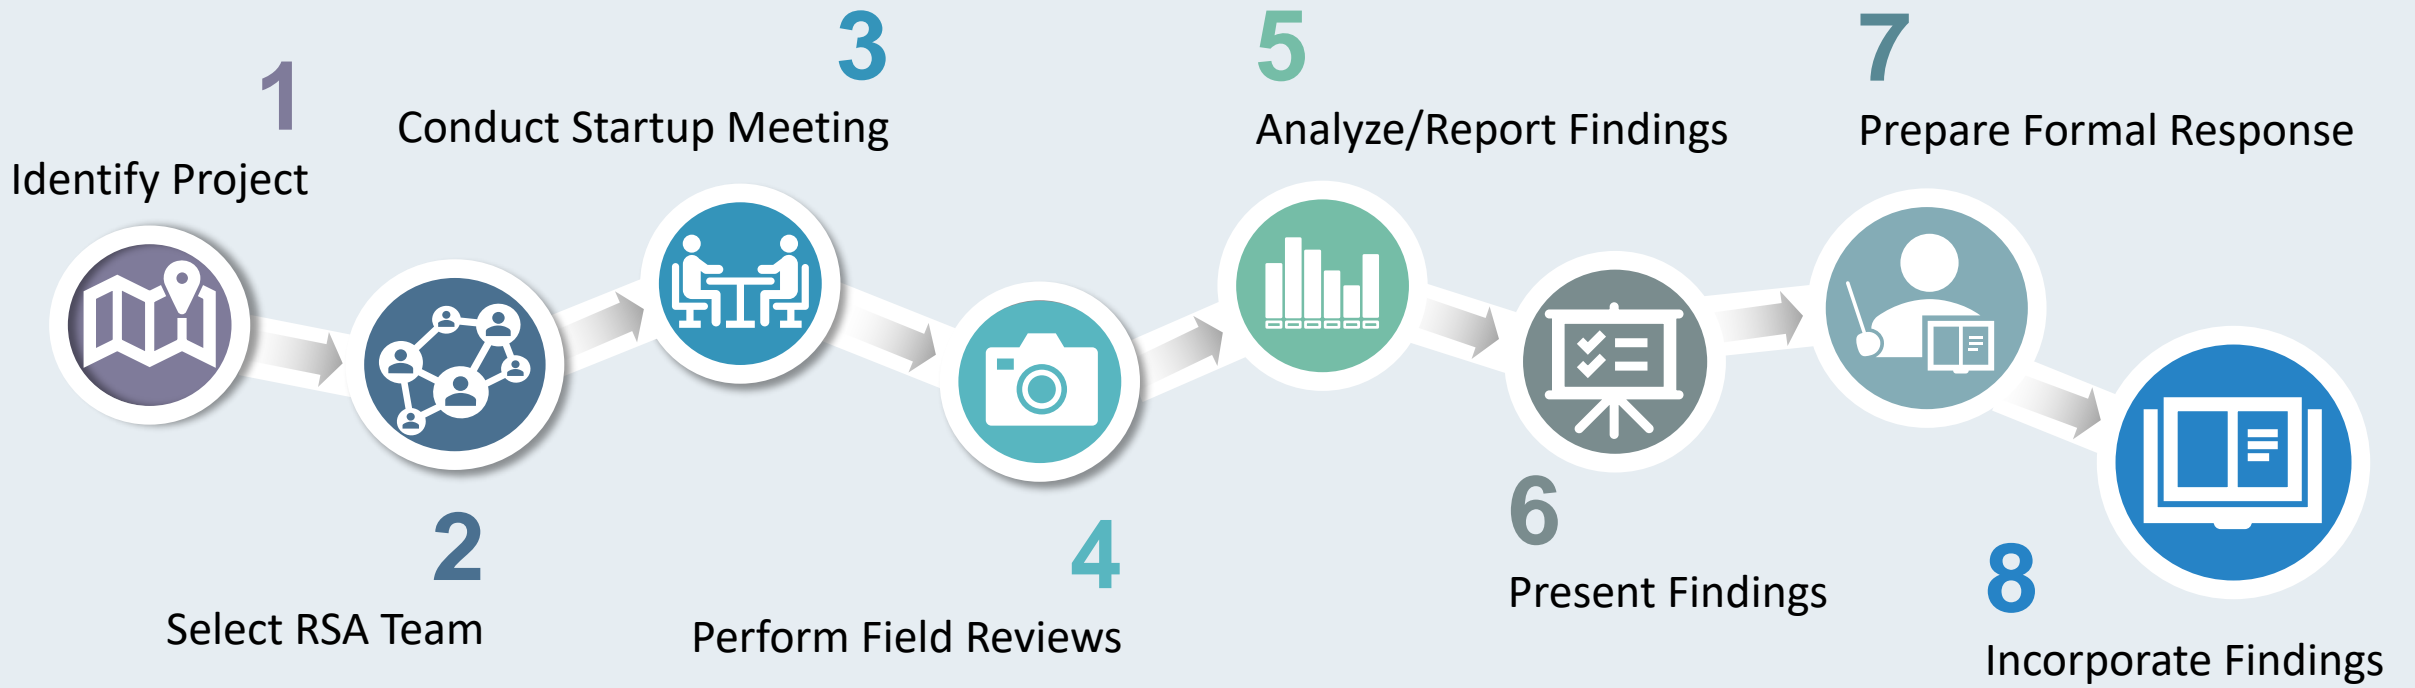 1
Identify Project
2
Select RSA Team
3
Conduct Startup Meeting
4
Perform Field Reviews
5
Analyze/Report Findings
6
Present Findings
7
Prepare Formal Response
8
Incorporate Findings